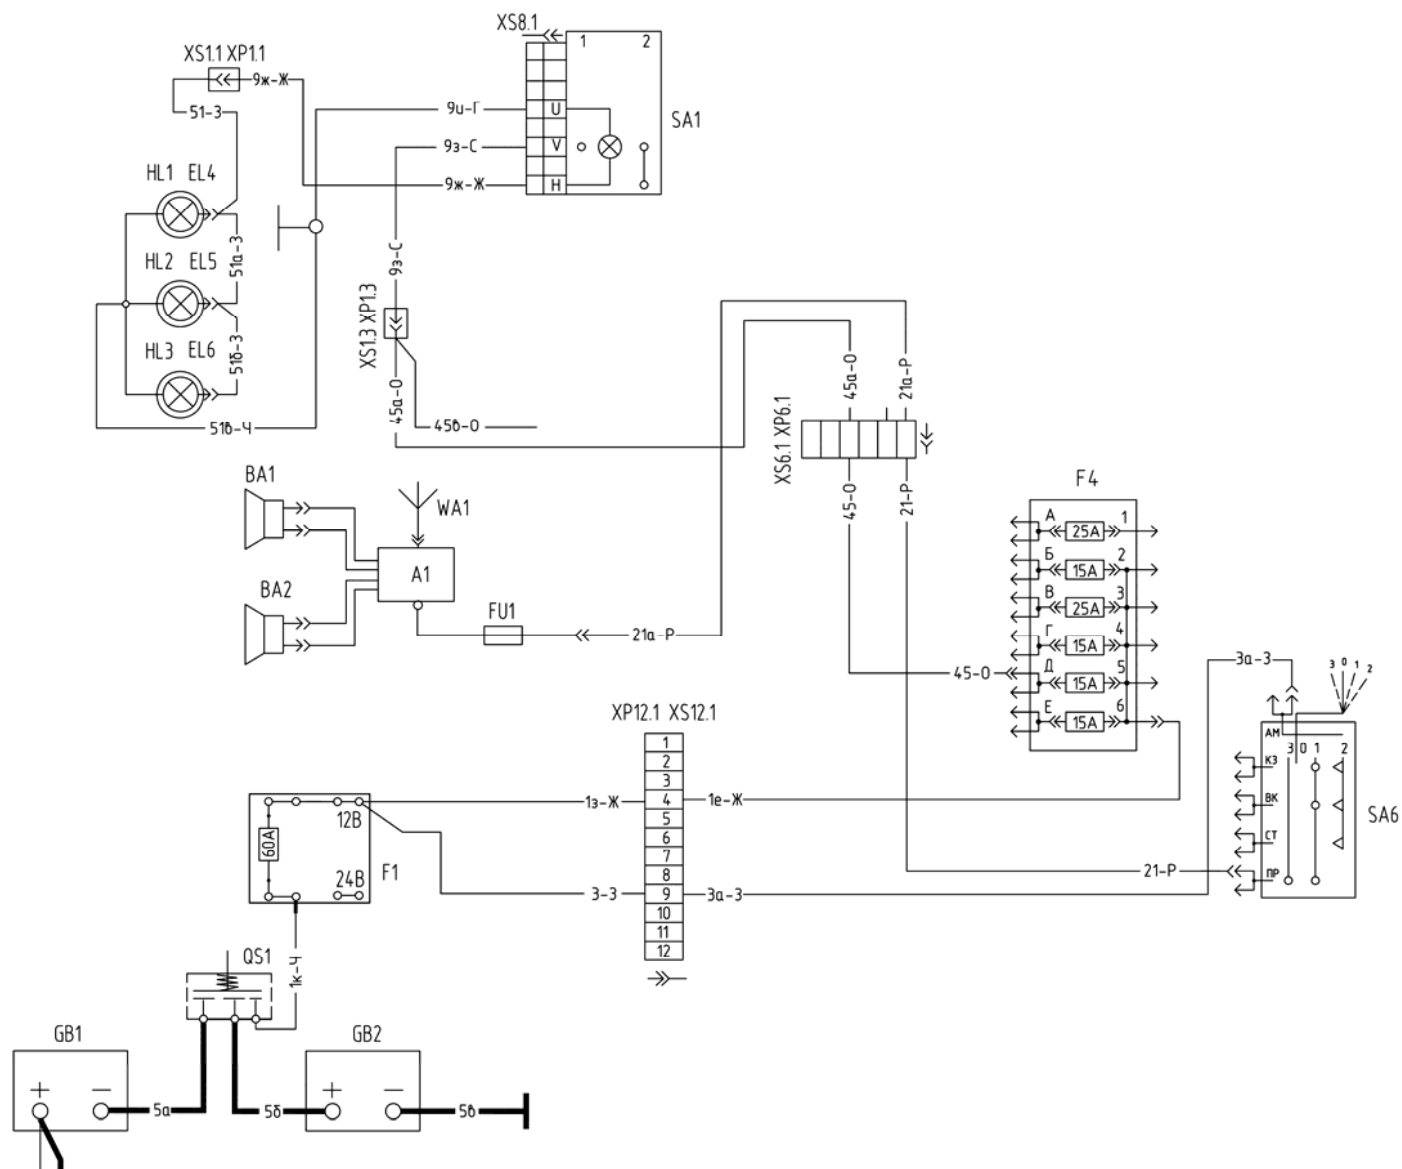 XS8.1
1 2
XS1.1 XP1.1
9ж-Ж
51-3
9и-Г
U
SA1
9з-С
V
9ж-Ж
H
HL1 EL4
51а-3
HL2 EL5
9з-С
HL3 EL6
51б-3
XS1.3 XP1.3
45а-О
21а-Р
45а-О
51в-Ч
45в-О
XS6.1 XP6.1
BA1
WA1
45-О
21-Р
F4
А 25А 1
Б 15А 2
В 25А 3
Г 15А 4
Д 15А 5
Е 15А 6
A1
BA2
FU1
21а-Р
45-О
3а-3
3 0 1 2
XP12.1 XS12.1
1
2
3
4
5
6
7
8
9
10
11
12
АМ
3 0 1 2
КЗ
ВК
СТ
ПР
SA6
1з-Ж
1е-Ж
12В
60А
24В
F1
21-Р
3-3
3а-3
QS1
1к-Ч
GB1
GB2
+ −
+ −
5а
5б
5в